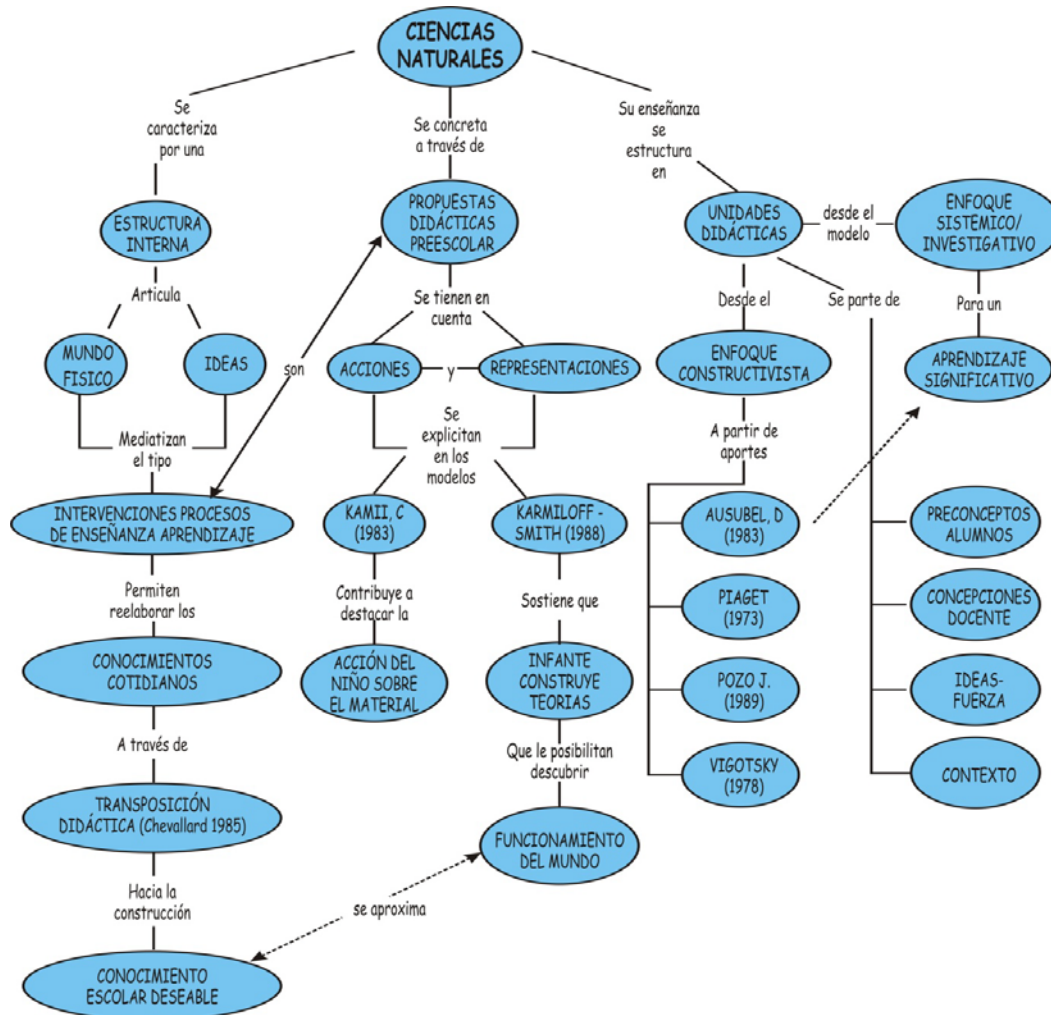 CIENCIAS
NATURALES
Se
caracteriza
por una
Se concreta
a través de
Su enseñanza
se
estructura
en
ESTRUCTURA
INTERNA
PROPUESTAS
DIDÁCTICAS
PREESCOLAR
UNIDADES
DIDÁCTICAS
desde el
modelo
ENFOQUE
SISTÈMICO/
INVESTIGATIVO
Articula
Se tienen en
cuenta
Desde el
Se parte de
Para un
MUNDO
FISICO
IDEAS
son
ACCIONES
y
REPRESENTACIONES
ENFOQUE
CONSTRUCTIVISTA
APRENDIZAJE
SIGNIFICATIVO
Mediatizan
el tipo
Se
explicitan
en los
modelos
A partir de
aportes
INTERVENCIONES PROCESOS
DE ENSEÑANZA APRENDIZAJE
KAMII, C
(1983)
KARMILOFF -
SMITH (1988)
AUSUBEL, D
(1983)
PRECONCEPTOS
ALUMNOS
Permiten
reelaborar los
Contribuye a
destacar la
Sostiene que
PIAGET
(1973)
CONCEPCIONES
DOCENTE
CONOCIMIENTOS
COTIDIANOS
ACCIÓN DEL
NIÑO SOBRE
EL MATERIAL
INFANTE
CONSTRUYE
TEORÍAS
POZO J.
(1989)
IDEAS-
FUERZA
A través de
Que le posibilitan
descubrir
VIGOTSKY
(1978)
CONTEXTO
TRANSPOSICIÓN
DIDÁCTICA (Chevallard 1985)
FUNCIONAMIENTO
DEL MUNDO
Hacia la
construcción
se aproxima
CONOCIMIENTO
ESCOLAR DESEABLE